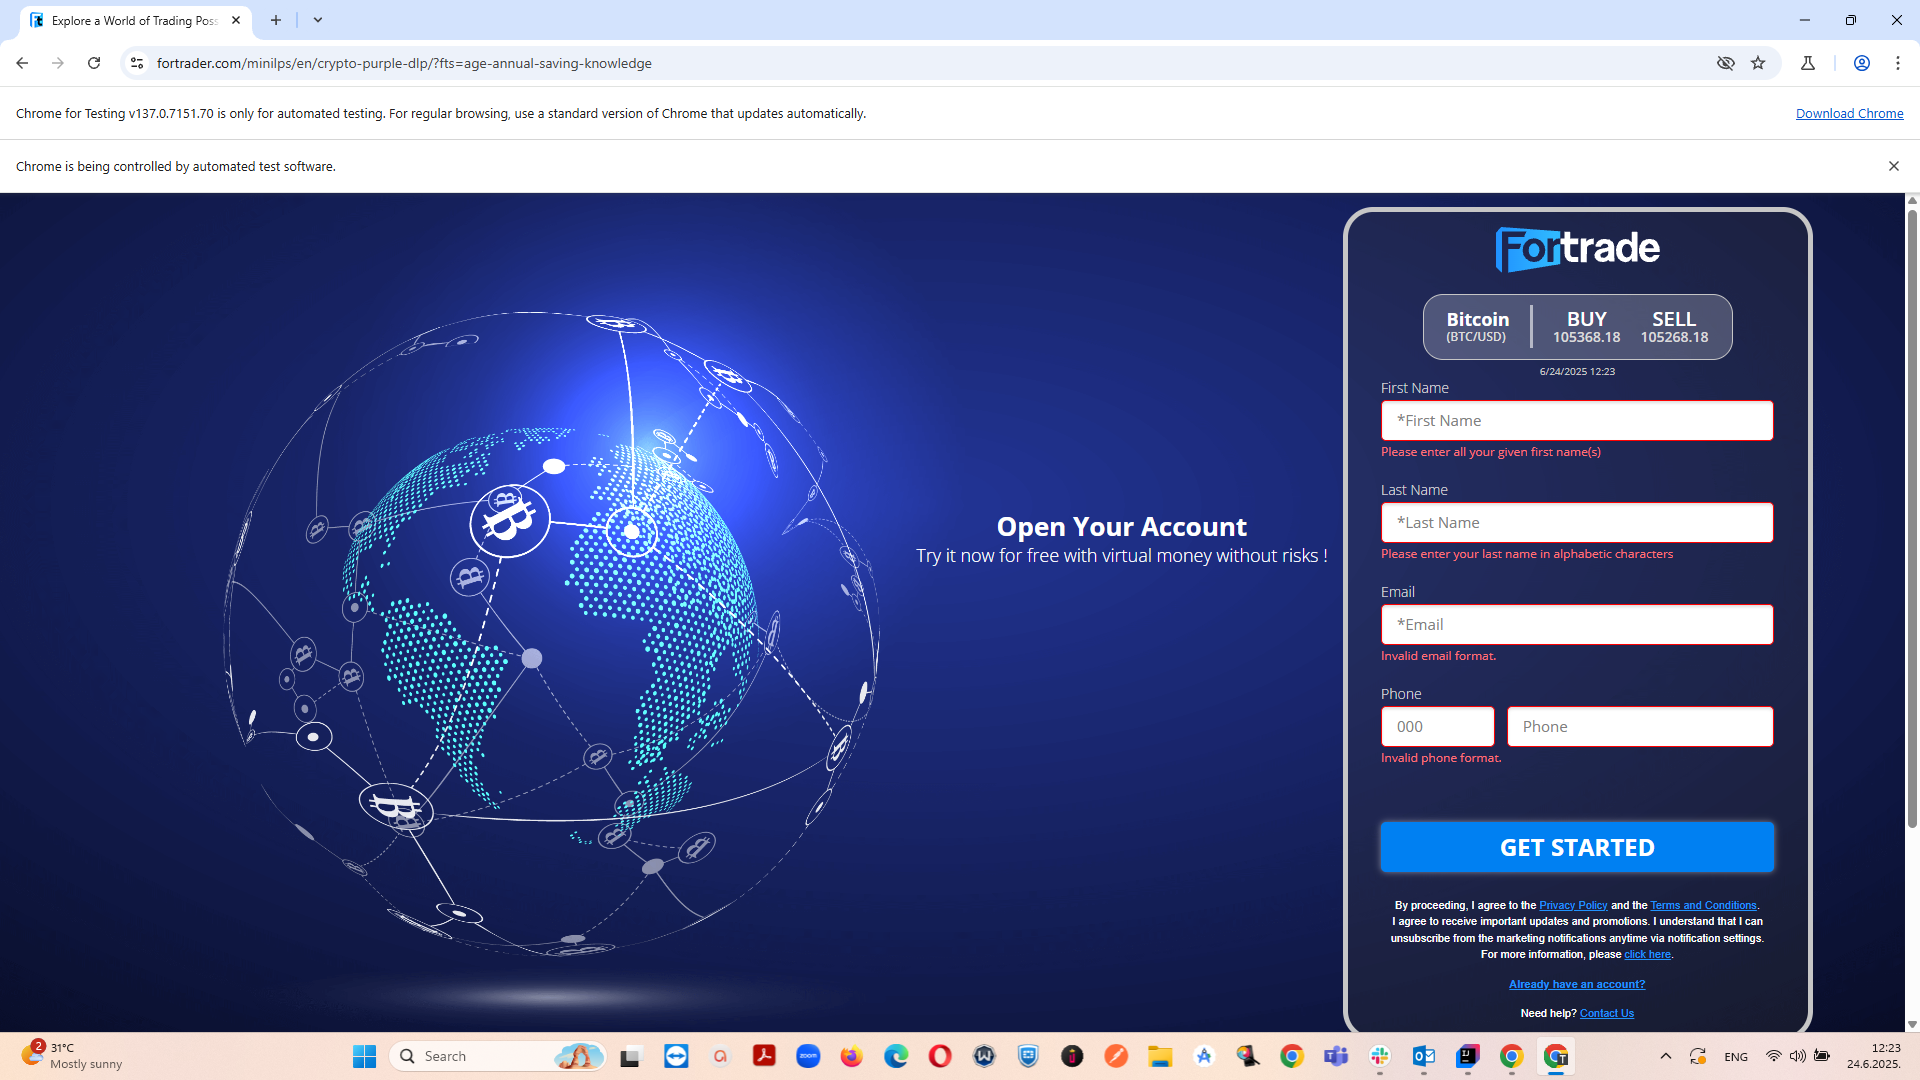 Explore a World of Trading Poss
fortrader.com/minilps/en/crypto-purple-dlp/?fts=age-annual-saving-knowledge
Chrome for Testing v137.0.7151.70 is only for automated testing. For regular browsing, use a standard version of Chrome that updates automatically.
Download Chrome
Chrome is being controlled by automated test software.
Fortrade
Bitcoin
(BTC/USD)
BUY
105368.18
SELL
105268.18
6/24/2025 12:23
First Name
*First Name
Please enter all your given first name(s)
Last Name
*Last Name
Please enter your last name in alphabetic characters
Email
*Email
Invalid email format.
Phone
000
Phone
Invalid phone format.
Open Your Account
Try it now for free with virtual money without risks !
GET STARTED
By proceeding, I agree to the Privacy Policy and the Terms and Conditions.
I agree to receive important updates and promotions. I understand that I can
unsubscribe from the marketing notifications anytime via notification settings.
For more information, please click here.
Already have an account?
Need help? Contact Us
2
31°C
Mostly sunny
Search
zoom
ENG
12:23
24.6.2025.